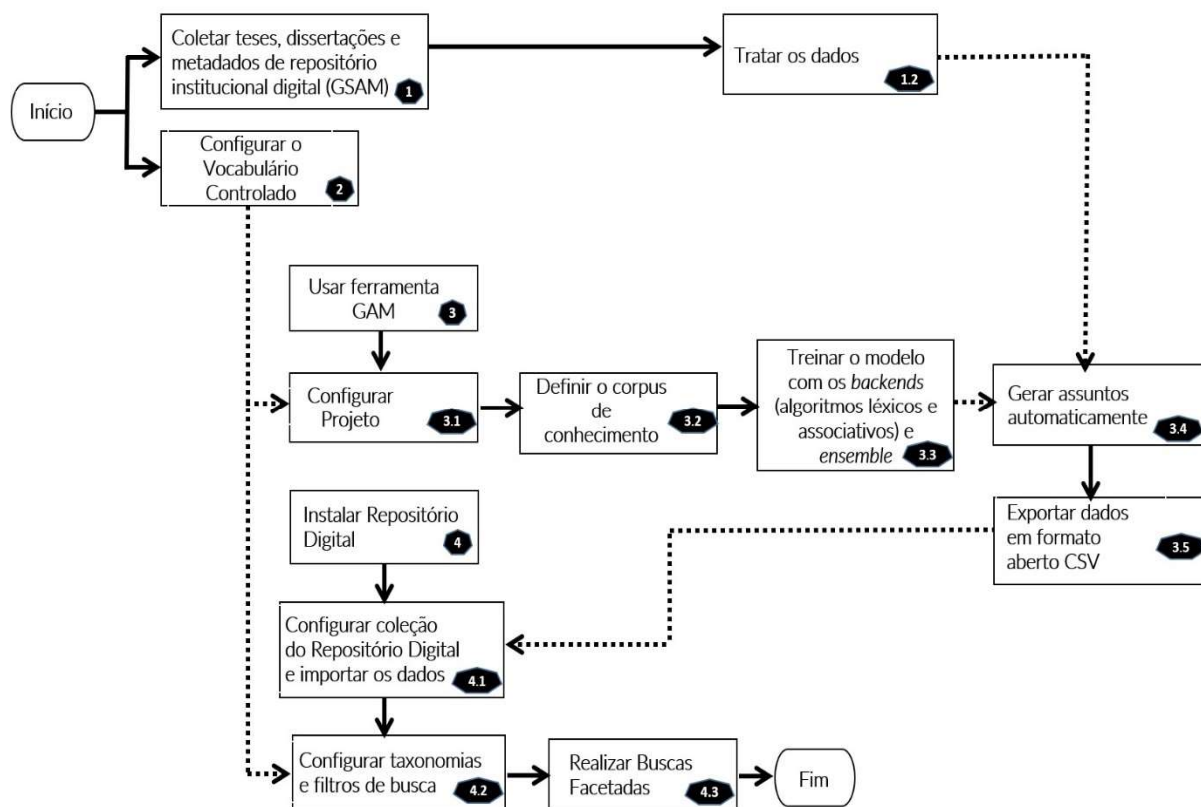 Início
Coletar teses, dissertações e
metadados de repositório
institucional digital (GSAM)
1
Tratar os dados
1.2
Configurar o
Vocabulário
Controlado
2
Usar ferramenta
GAM
3
Configurar
Projeto
3.1
Definir o corpus
de
conhecimento
3.2
Treinar o modelo
com os backends
(algoritmos léxicos e
associativos) e
ensemble
3.3
Gerar assuntos
automaticamente
3.4
Exportar dados
em formato
aberto CSV
3.5
Instalar Repositório
Digital
4
Configurar coleção
do Repositório Digital
e importar os dados
4.1
Configurar taxonomias
e filtros de busca
4.2
Realizar Buscas
Facetadas
4.3
Fim